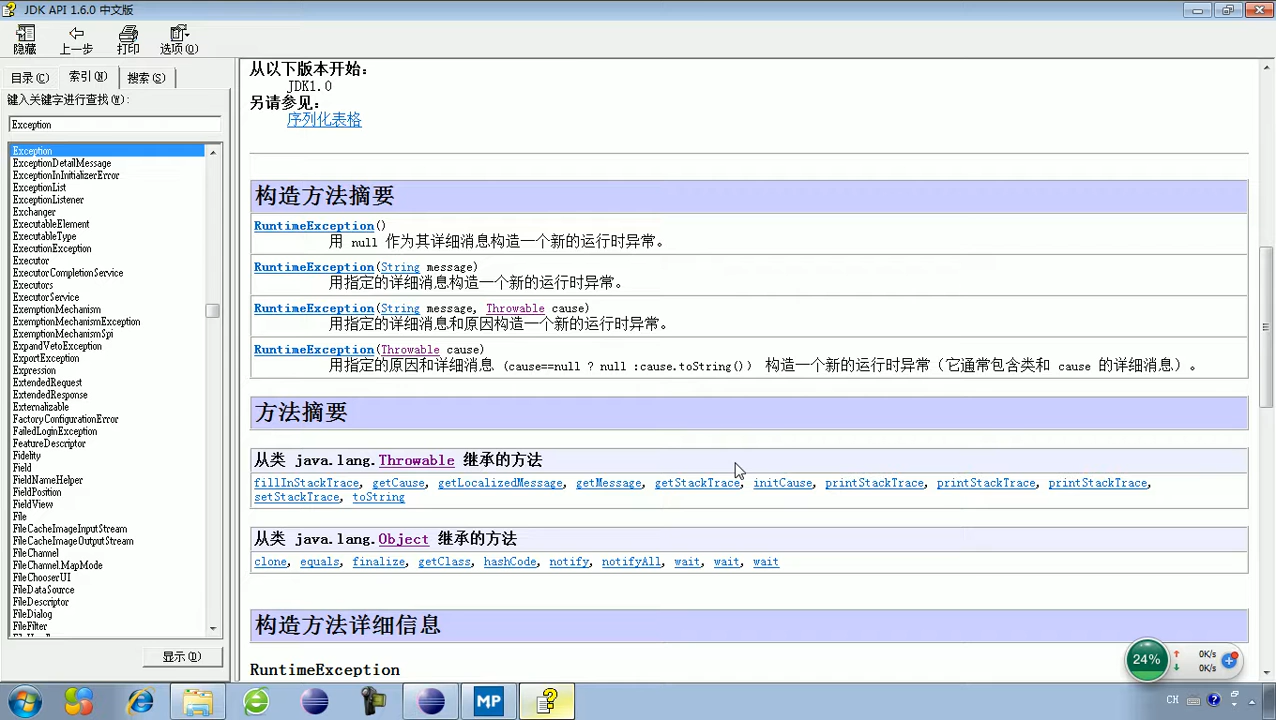 JDK API 1.6.0 中文版
隐藏 上一步 打印 选项(O)
目录(C) 索引(N) 搜索(S)
键入关键字进行查找(W):
Exception
Exception
ExceptionDetailMessage
ExceptionInInitializerError
ExceptionList
ExceptionListener
Exchanger
ExecutableElement
ExecutableType
ExecutionException
Executor
ExecutorCompletionService
Executors
ExecutorService
ExemptionMechanism
ExemptionMechanismException
ExemptionMechanismSpi
ExpandVetoException
ExportException
Expression
ExtendedRequest
ExtendedResponse
Externalizable
FactoryConfigurationError
FailedLoginException
FeatureDescriptor
Fidelity
Field
FieldNameHelper
FieldPosition
FieldView
File
FileCacheImageInputStream
FileCacheImageOutputStream
FileChannel
FileChannel.MapMode
FileChooserUI
FileDataSource
FileDescriptor
FileDialog
FileFilter
显示(D)
从以下版本开始：
JDK1.0
另请参见：
序列化表格
构造方法摘要
RuntimeException()
用 null 作为其详细消息构造一个新的运行时异常。
RuntimeException(String message)
用指定的详细消息构造一个新的运行时异常。
RuntimeException(String message, Throwable cause)
用指定的详细消息和原因构造一个新的运行时异常。
RuntimeException(Throwable cause)
用指定的原因和详细消息 (cause==null ? null :cause.toString()) 构造一个新的运行时异常（它通常包含类和 cause 的详细消息）。
方法摘要
从类 java.lang.Throwable 继承的方法
fillInStackTrace, getCause, getLocalizedMessage, getMessage, getStackTrace, initCause, printStackTrace, printStackTrace, printStackTrace,
setStackTrace, toString
从类 java.lang.Object 继承的方法
clone, equals, finalize, getClass, hashCode, notify, notifyAll, wait, wait, wait
构造方法详细信息
RuntimeException
24%
0K/s
0K/s
MP
CH